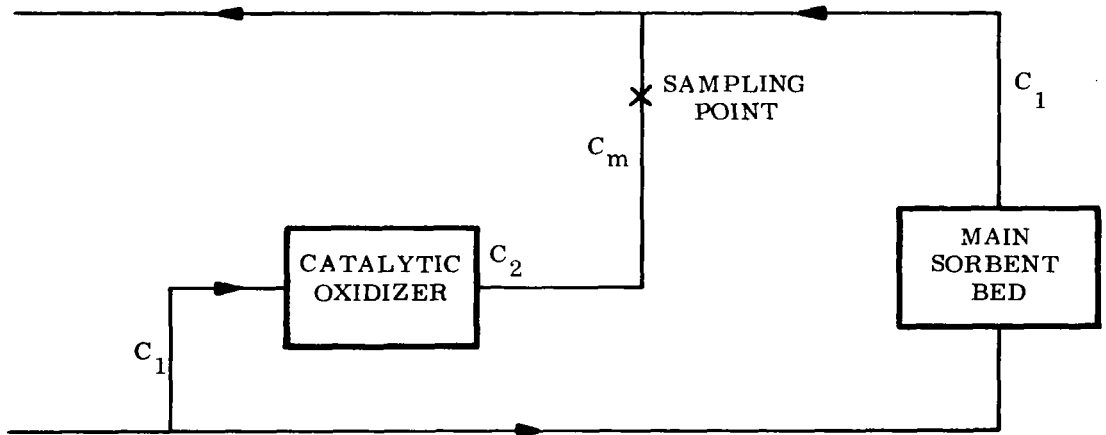 SAMPLING
POINT
C₁
Cₘ
CATALYTIC
OXIDIZER
C₂
MAIN
SORBENT
BED
C₁